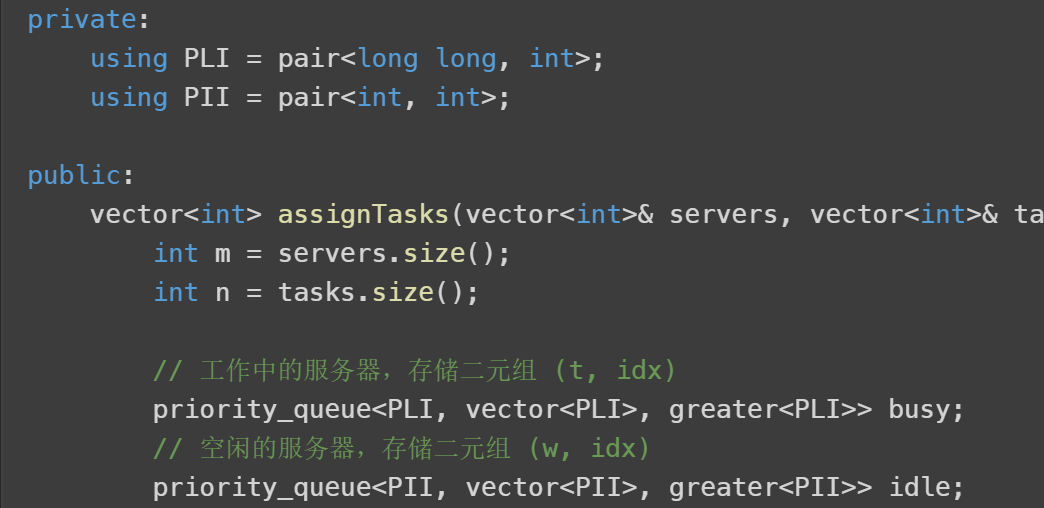 private:
using PLI = pair<long long, int>;
using PII = pair<int, int>;
public:
vector<int> assignTasks(vector<int>& servers, vector<int>& ta
int m = servers.size();
int n = tasks.size();
// 工作中的服务器，存储二元组 (t, idx)
priority_queue<PLI, vector<PLI>, greater<PLI>> busy;
// 空闲的服务器，存储二元组 (w, idx)
priority_queue<PII, vector<PII>, greater<PII>> idle;